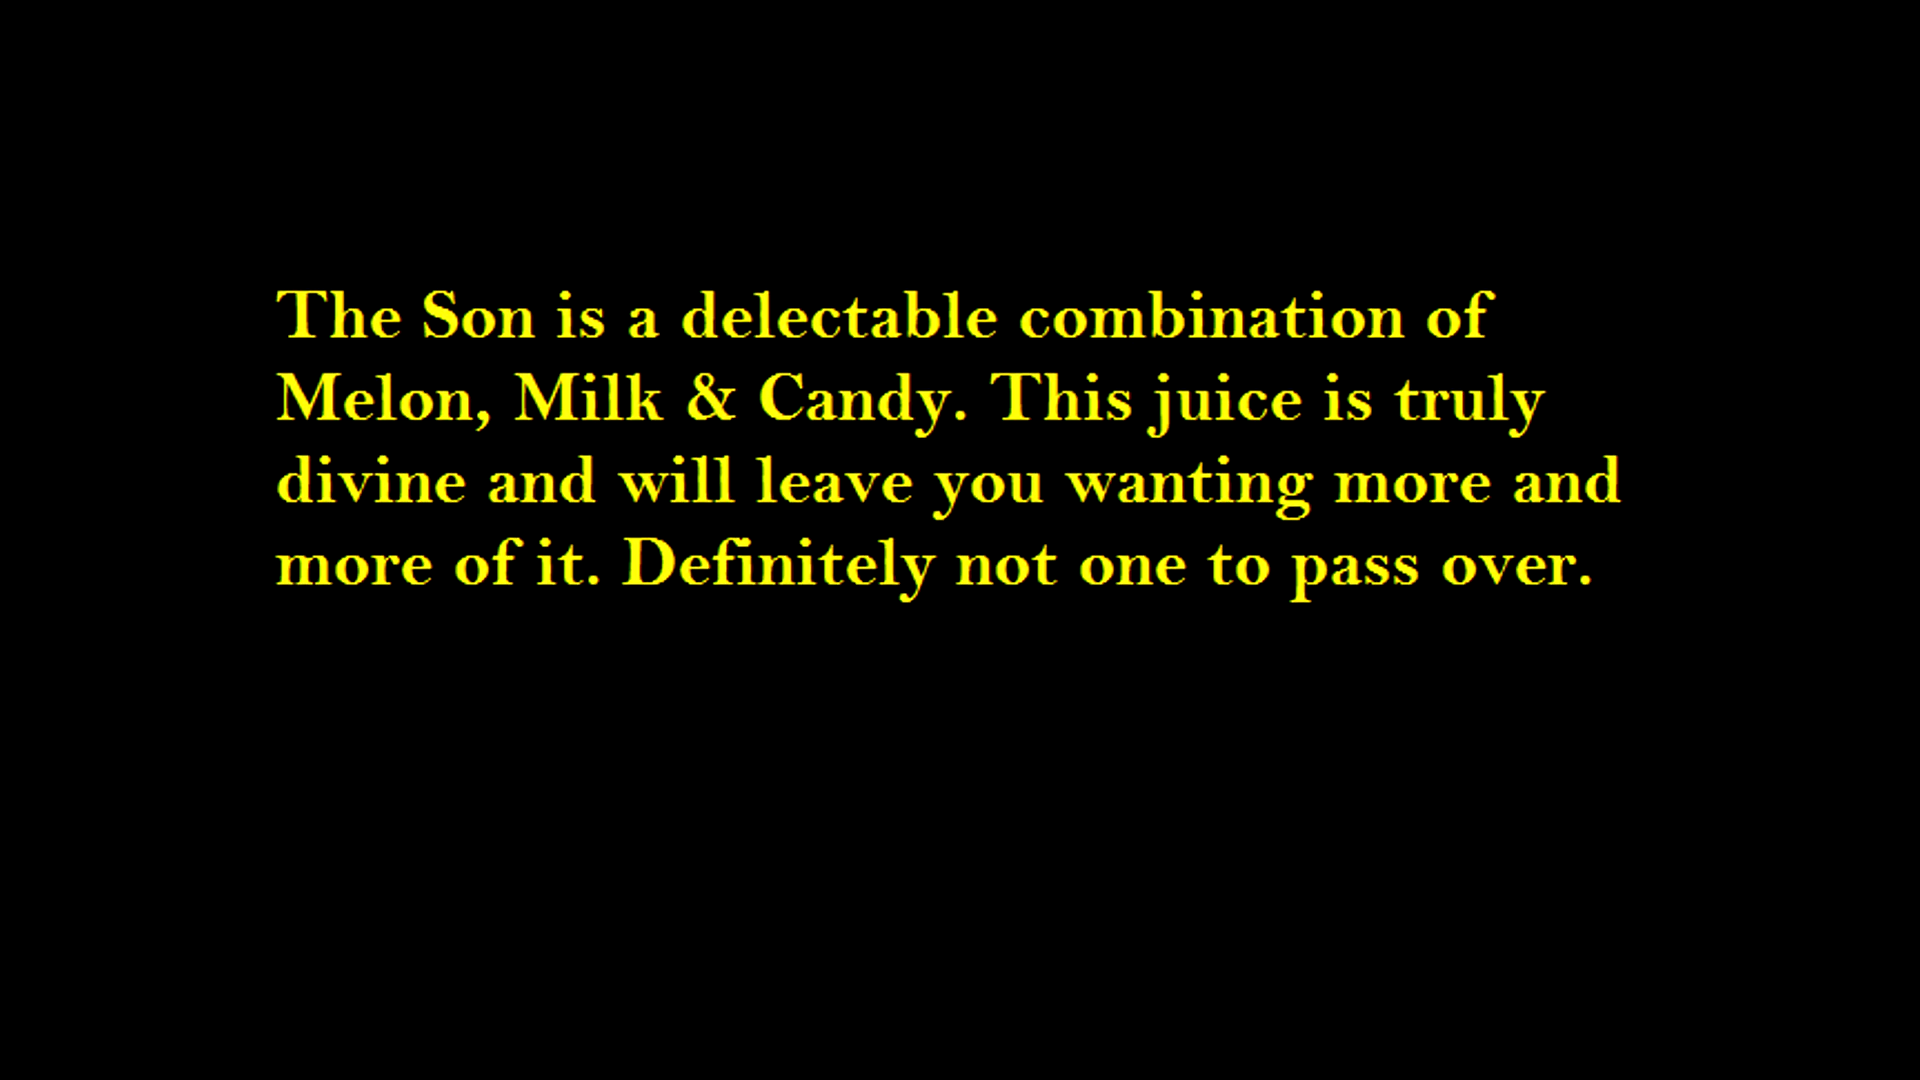 The Son is a delectable combination of
Melon, Milk & Candy. This juice is truly
divine and will leave you wanting more and
more of it. Definitely not one to pass over.